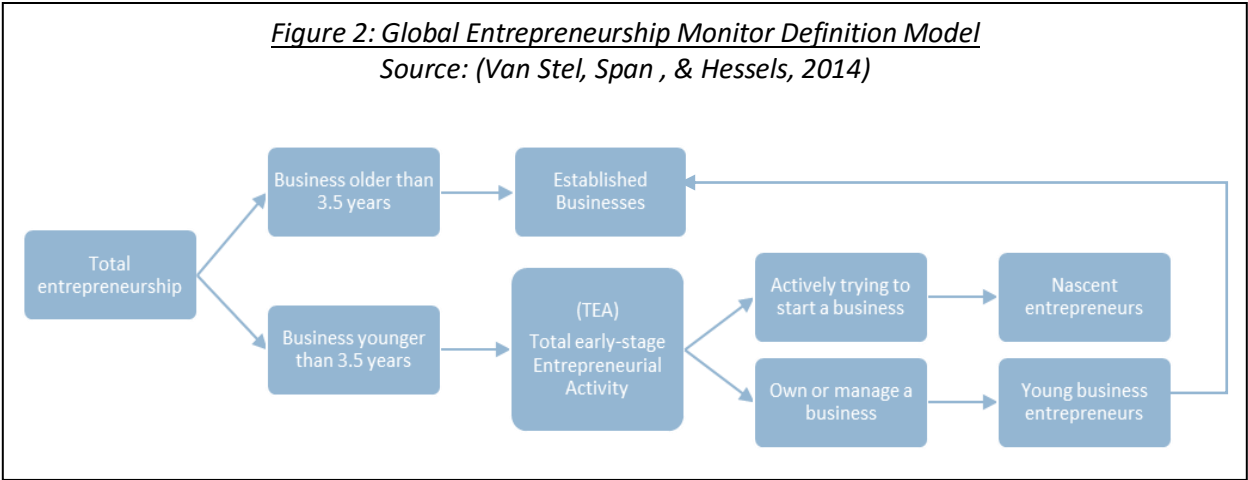 Figure 2: Global Entrepreneurship Monitor Definition Model
Source: (Van Stel, Span , & Hessels, 2014)
Total
entrepreneurship
Business older than
3.5 years
Established
Businesses
Business younger
than 3.5 years
(TEA)
Total early-stage
Entrepreneurial
Activity
Actively trying to
start a business
Nascent
entrepreneurs
Own or manage a
business
Young business
entrepreneurs